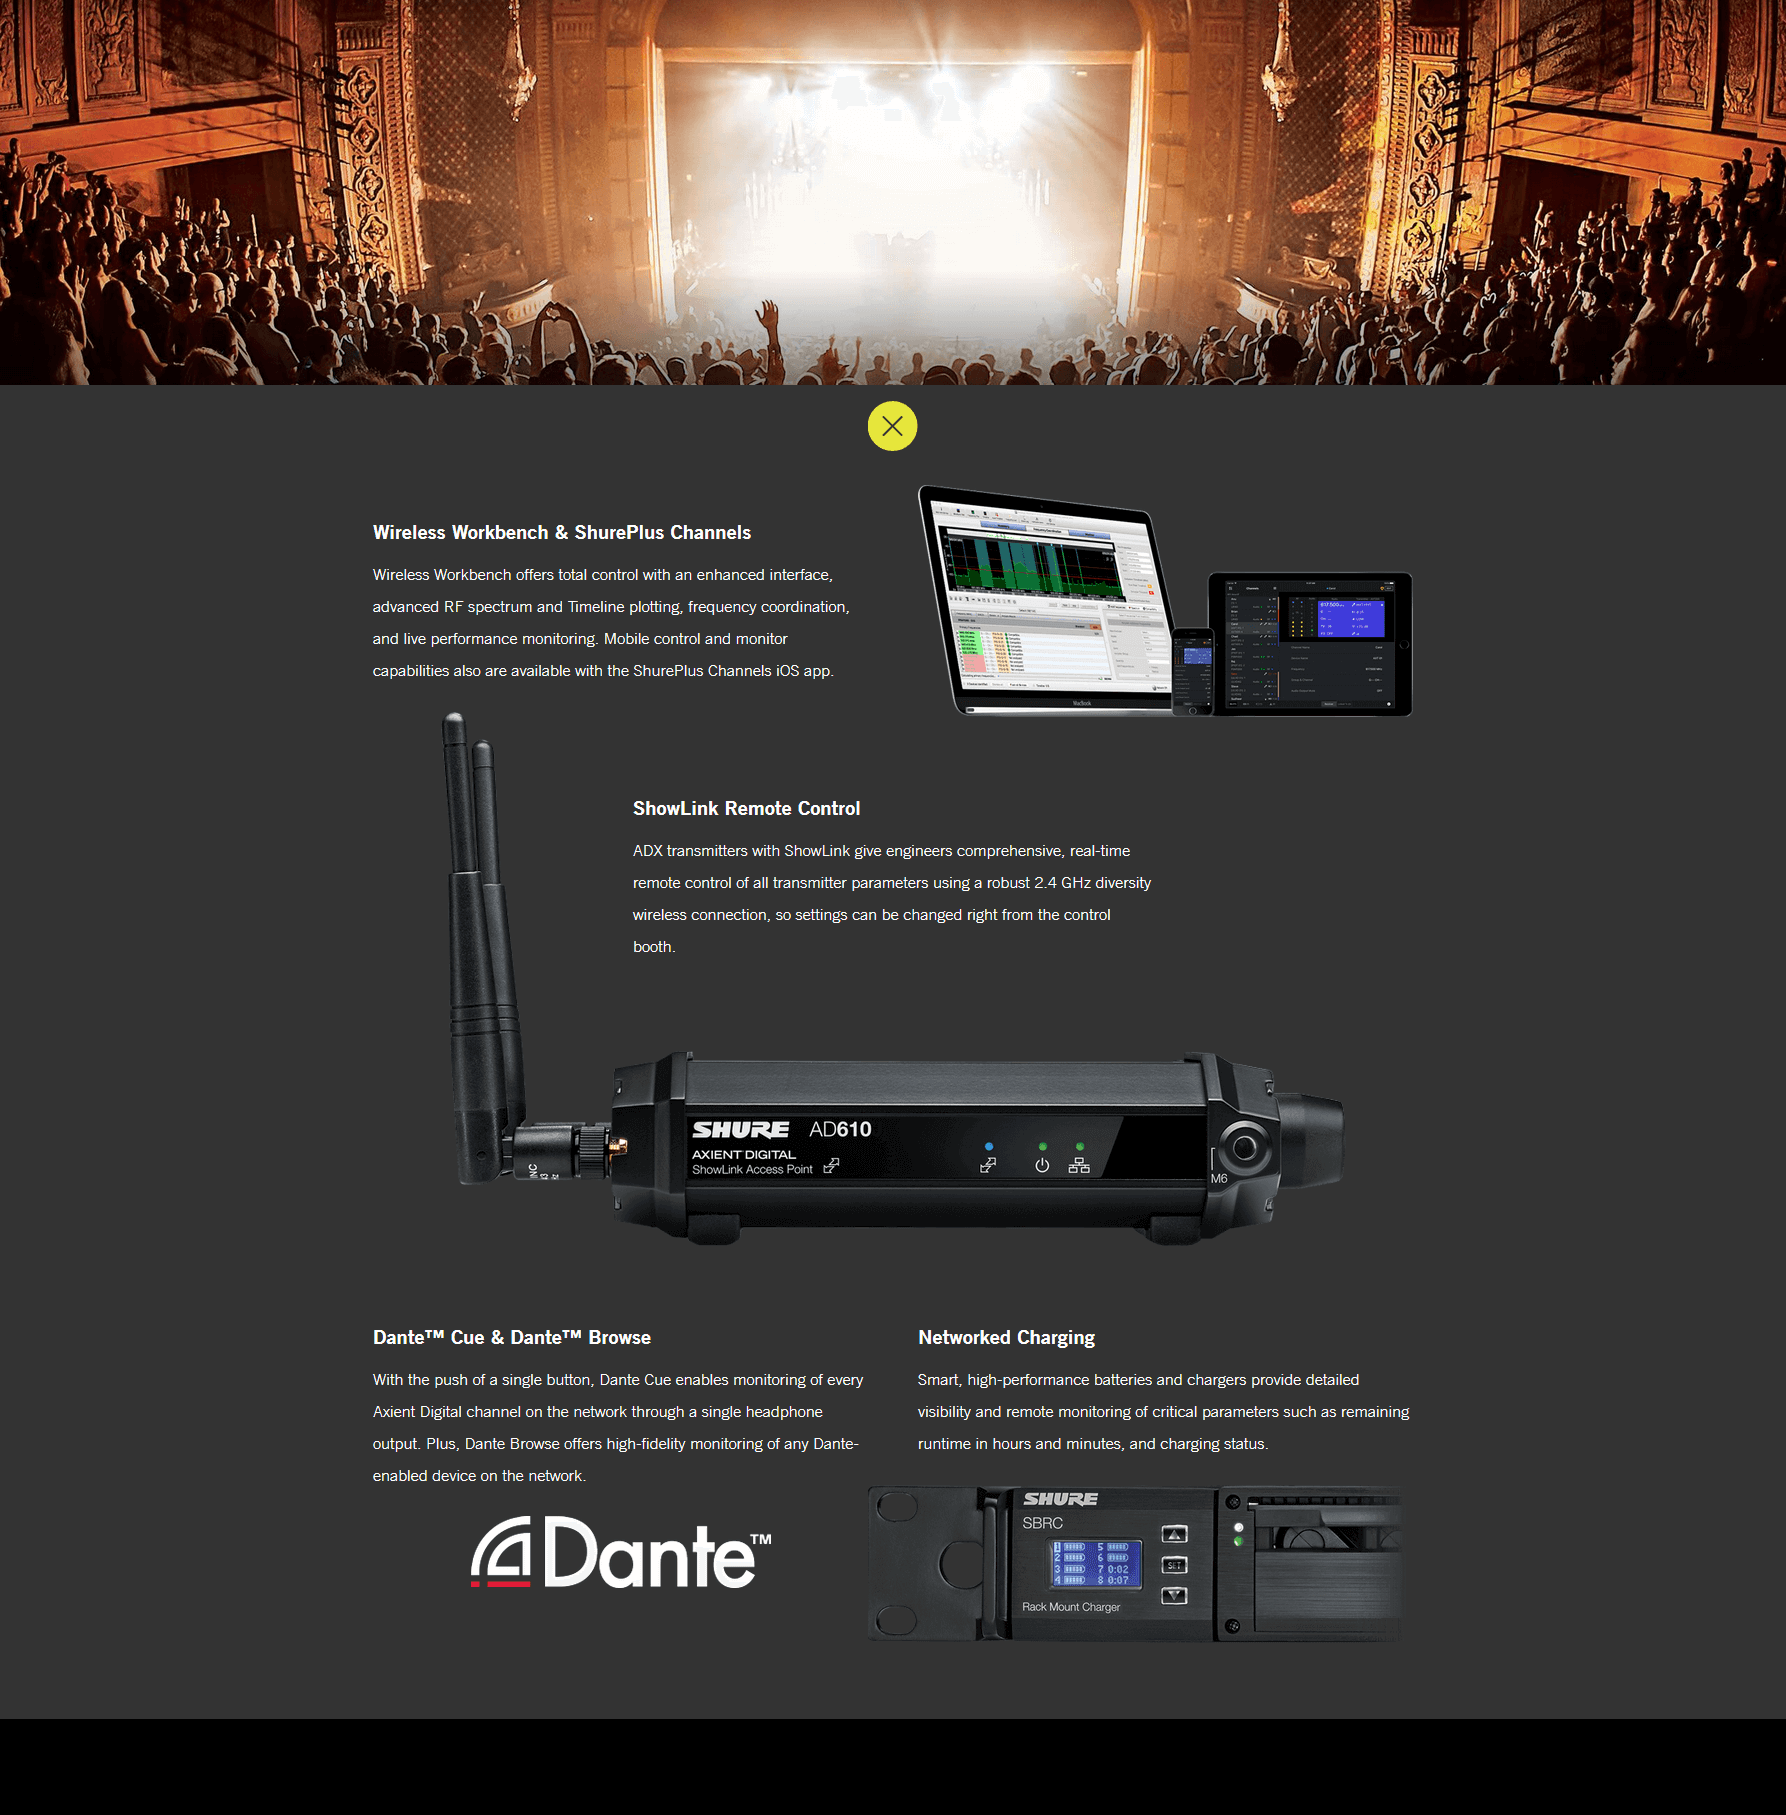 Wireless Workbench & ShurePlus Channels
Wireless Workbench offers total control with an enhanced interface,
advanced RF spectrum and Timeline plotting, frequency coordination,
and live performance monitoring. Mobile control and monitor
capabilities also are available with the ShurePlus Channels iOS app.
MacBook
ShowLink Remote Control
ADX transmitters with ShowLink give engineers comprehensive, real-time
remote control of all transmitter parameters using a robust 2.4 GHz diversity
wireless connection, so settings can be changed right from the control
booth.
SHURE AD610
AXIENT DIGITAL
ShowLink Access Point
M6
Dante™ Cue & Dante™ Browse
With the push of a single button, Dante Cue enables monitoring of every
Axient Digital channel on the network through a single headphone
output. Plus, Dante Browse offers high-fidelity monitoring of any Dante-
enabled device on the network.
Dante™
Networked Charging
Smart, high-performance batteries and chargers provide detailed
visibility and remote monitoring of critical parameters such as remaining
runtime in hours and minutes, and charging status.
SHURE
SBRC
1 5
2 6
3 7 0:02
4 8 0:07
SET
Rack Mount Charger